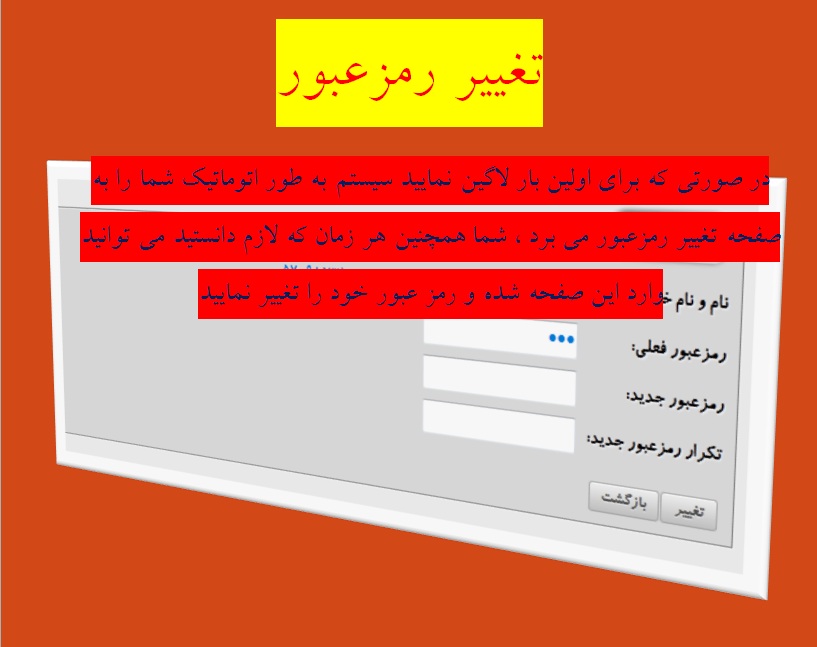 تغییر رمزعبور
در صورتی که برای اولین بار لاگین نمایید سیستم به طور اتوماتیک شما را به
صفحه تغییر رمزعبور می برد ، شما همچنین هر زمان که لازم دانستید می توانید
وارد این صفحه شده و رمز عبور خود را تغییر نمایید
نام و نام
رمزعبور فعلی:
رمزعبور جدید:
تکرار رمزعبور جدید:
تغییر بازگشت